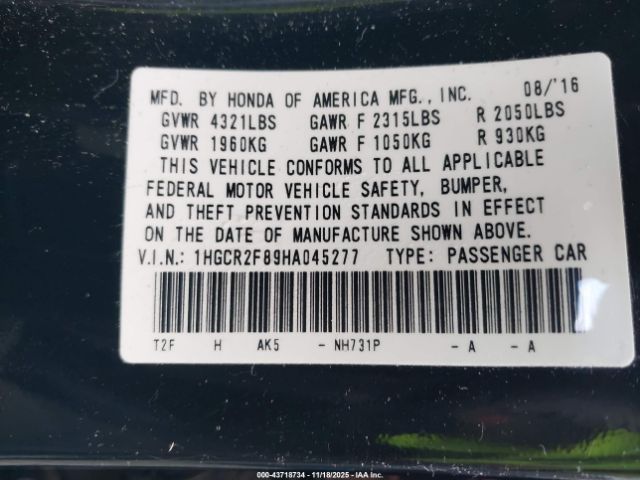 MFD. BY HONDA OF AMERICA MFG., INC. 08/'16
GVWR 4321LBS GAWR F 2315LBS R 2050LBS
GVWR 1960KG GAWR F 1050KG R 930KG
THIS VEHICLE CONFORMS TO ALL APPLICABLE
FEDERAL MOTOR VEHICLE SAFETY, BUMPER,
AND THEFT PREVENTION STANDARDS IN EFFECT
ON THE DATE OF MANUFACTURE SHOWN ABOVE.
V.I.N.: 1HGCR2F89HA045277 TYPE: PASSENGER CAR
T2F H AK5 - NH731P - A - A
000-43718734 - 11/18/2025 - IAA Inc.